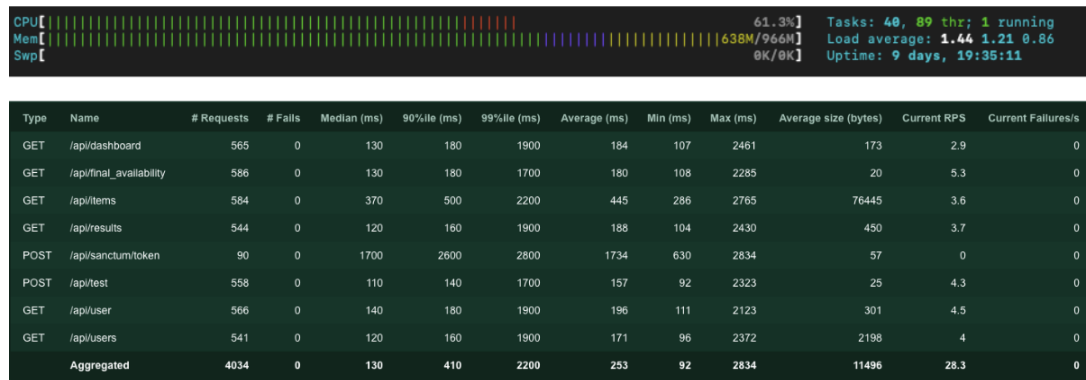 CPU[ 61.3%] Tasks: 40, 89 thr; 1 running
Mem[ 638M/966M] Load average: 1.44 1.21 0.86
Swp[ 0K/0K] Uptime: 9 days, 19:35:11
Type Name # Requests # Fails Median (ms) 90%ile (ms) 99%ile (ms) Average (ms) Min (ms) Max (ms) Average size (bytes) Current RPS Current Failures/s
GET /api/dashboard 565 0 130 180 1900 184 107 2461 173 2.9 0
GET /api/final_availability 586 0 130 180 1700 180 108 2285 20 5.3 0
GET /api/items 584 0 370 500 2200 445 286 2765 76445 3.6 0
GET /api/results 544 0 120 160 1900 188 104 2430 450 3.7 0
POST /api/sanctum/token 90 0 1700 2600 2800 1734 630 2834 57 0 0
POST /api/test 558 0 110 140 1700 157 92 2323 25 4.3 0
GET /api/user 566 0 140 180 1900 196 111 2123 301 4.5 0
GET /api/users 541 0 120 160 1900 171 96 2372 2198 4 0
Aggregated 4034 0 130 410 2200 253 92 2834 11496 28.3 0